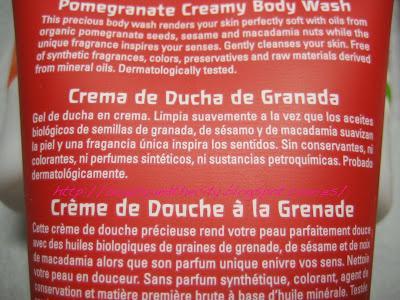 Pomegranate Creamy Body Wash
This precious body wash renders your skin perfectly soft with oils from
organic pomegranate seeds, sesame and macadamia nuts while the
unique fragrance inspires your senses. Gently cleanses your skin. Free
of synthetic fragrances, colors, preservatives and raw materials derived
from mineral oils. Dermatologically tested.
Crema de Ducha de Granada
Gel de ducha en crema. Limpia suavemente a la vez que los aceites
biológicos de semillas de granada, de sésamo y de macadamia suavizan
la piel y una fragancia única inspira los sentidos. Sin conservantes, ni
colorantes, ni perfumes sintéticos, ni sustancias petroquímicas. Probado
dermatológicamente.
Crème de Douche à la Grenade
Cette crème de douche précieuse rend votre peau parfaitement douce
avec des huiles biologiques de graines de grenade, de sésame et de noix
de macadamia alors que son parfum unique enivre vos sens. Nettoie
votre peau en douceur. Sans parfum synthétique, colorant, agent de
conservation et matière première brute à base d'huile minérale. Testée